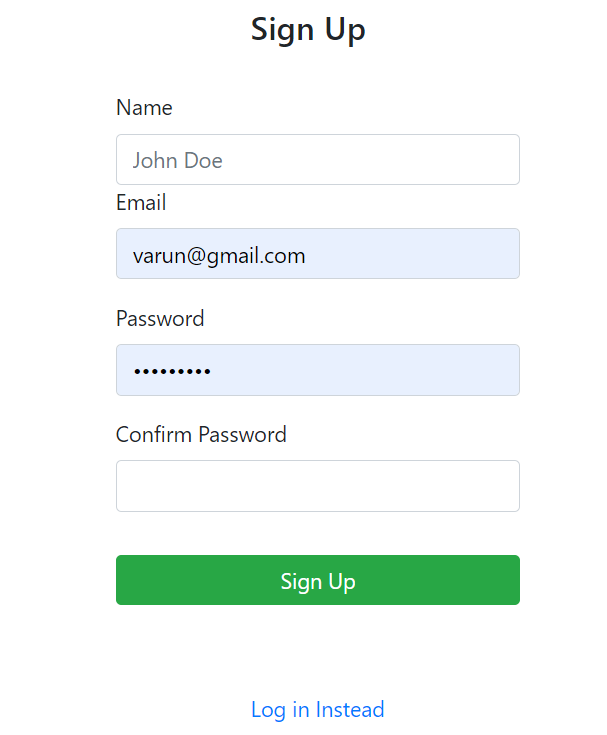 Sign Up
Name
John Doe
Email
varun@gmail.com
Password
•••••••••
Confirm Password
Sign Up
Log in Instead